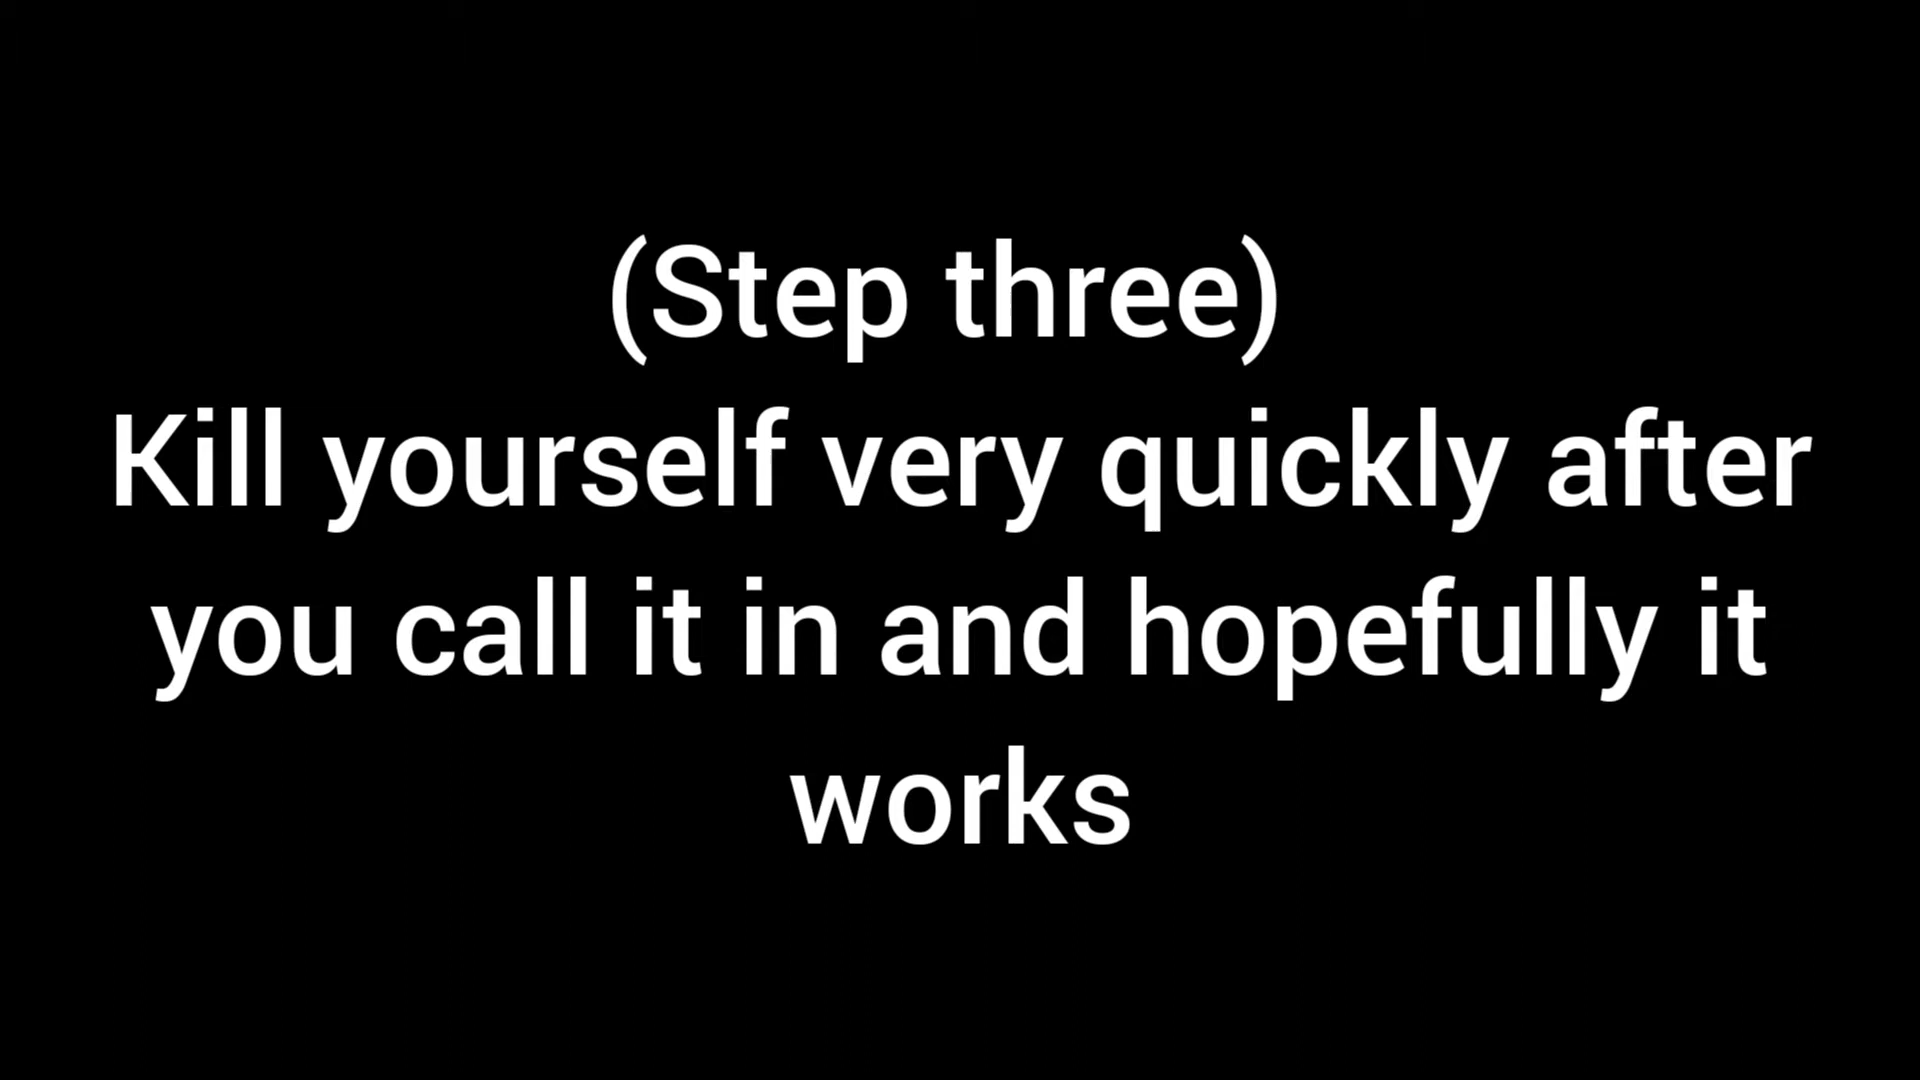 (Step three)
Kill yourself very quickly after
you call it in and hopefully it
works